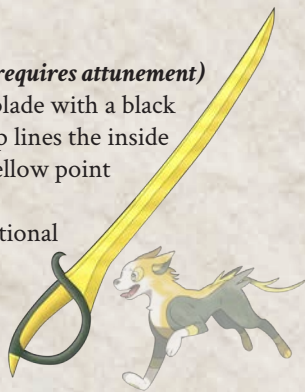 requires attunement)
blade with a black
p lines the inside
ellow point
tional